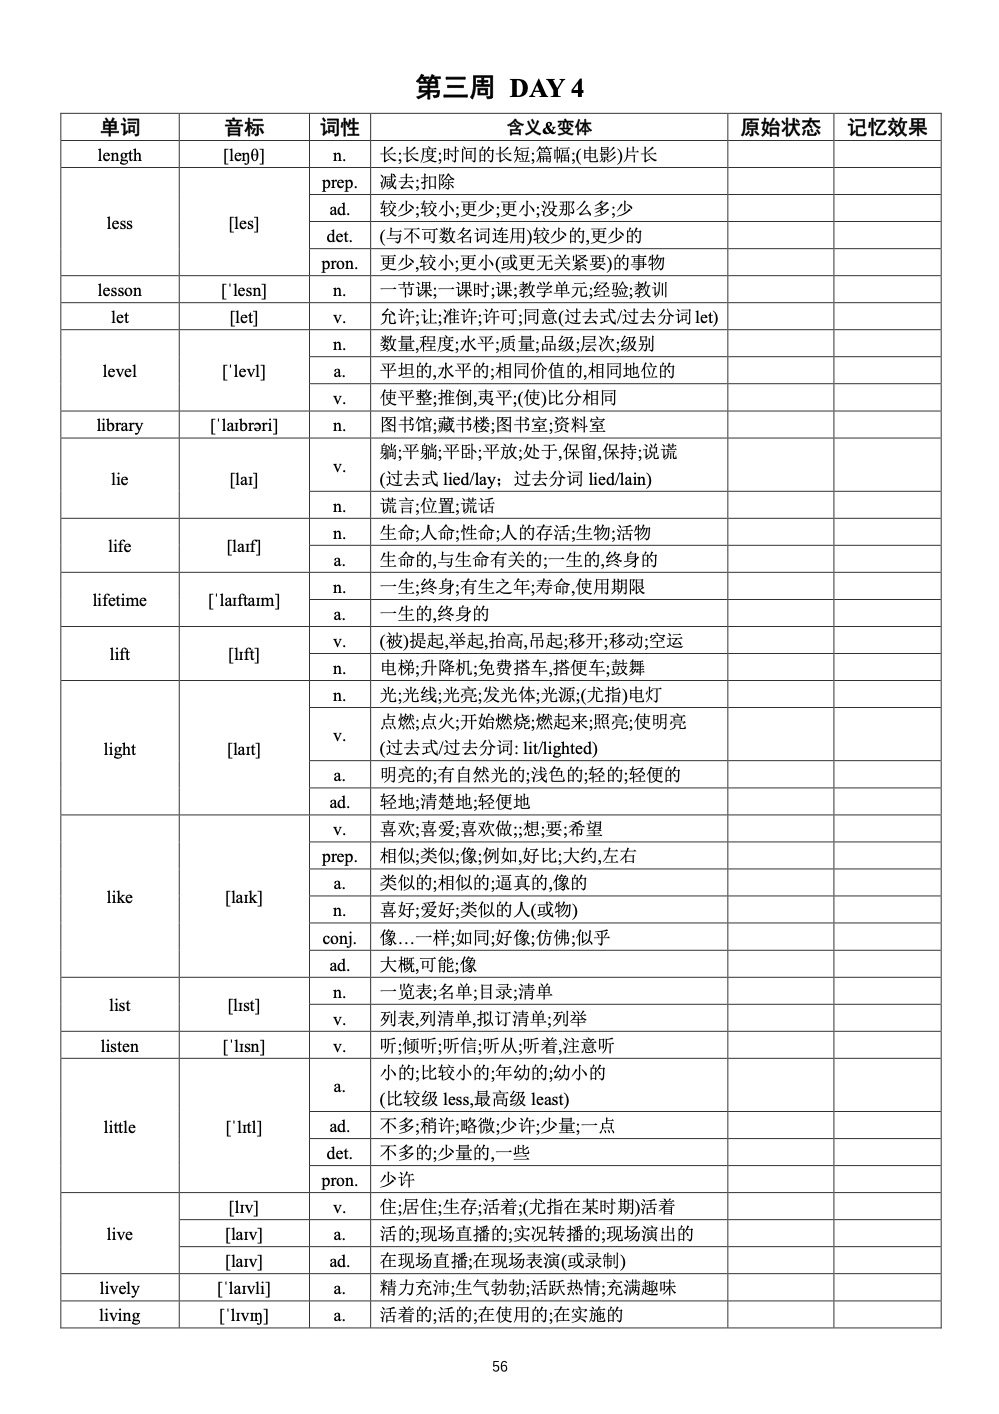 第三周 DAY 4
单词 音标 词性 含义&变体 原始状态 记忆效果
length [leŋθ] n. 长;长度;时间的长短;篇幅;(电影)片长
prep. 减去;扣除
ad. 较少;较小;更少;更小;没那么多;少
less [les]
det. (与不可数名词连用)较少的,更少的
pron. 更少,较小;更小(或更无关紧要)的事物
lesson [ˈlesn] n. 一节课;一课时;课;教学单元;经验;教训
let [let] v. 允许;让;准许;许可;同意(过去式/过去分词 let)
n. 数量,程度;水平;质量;品级;层次;级别
level [ˈlevl] a. 平坦的,水平的;相同价值的,相同地位的
v. 使平整;推倒,夷平;(使)比分相同
library [ˈlaɪbrəri] n. 图书馆;藏书楼;图书室;资料室
v. 躺;平躺;平卧;平放;处于,保留,保持;说谎
lie [laɪ] (过去式 lied/lay；过去分词 lied/lain)
n. 谎言;位置;谎话
life [laɪf] n. 生命;人命;性命;人的存活;生物;活物
a. 生命的,与生命有关的;一生的,终身的
lifetime [ˈlaɪftaɪm] n. 一生;终身;有生之年;寿命,使用期限
a. 一生的,终身的
lift [lɪft] v. (被)提起,举起,抬高,吊起;移开;移动;空运
n. 电梯;升降机;免费搭车,搭便车;鼓舞
n. 光;光线;光亮;发光体;光源;(尤指)电灯
v. 点燃;点火;开始燃烧;燃起来;照亮;使明亮
light [laɪt] (过去式/过去分词: lit/lighted)
a. 明亮的;有自然光的;浅色的;轻的;轻便的
ad. 轻地;清楚地;轻便地
v. 喜欢;喜爱;喜欢做;;想;要;希望
prep. 相似;类似;像;例如,好比;大约,左右
a. 类似的;相似的;逼真的,像的
like [laɪk]
n. 喜好;爱好;类似的人(或物)
conj. 像…一样;如同;好像;仿佛;似乎
ad. 大概,可能;像
list [lɪst] n. 一览表;名单;目录;清单
v. 列表,列清单,拟订清单;列举
listen [ˈlɪsn] v. 听;倾听;听信;听从;听着,注意听
a. 小的;比较小的;年幼的;幼小的
(比较级 less,最高级 least)
little [ˈlɪtl] ad. 不多;稍许;略微;少许;少量;一点
det. 不多的;少量的,一些
pron. 少许
[lɪv] v. 住;居住;生存;活着;(尤指在某时期)活着
live [laɪv] a. 活的;现场直播的;实况转播的;现场演出的
[laɪv] ad. 在现场直播;在现场表演(或录制)
lively [ˈlaɪvli] a. 精力充沛;生气勃勃;活跃热情;充满趣味
living [ˈlɪvɪŋ] a. 活着的;活的;在使用的;在实施的
56